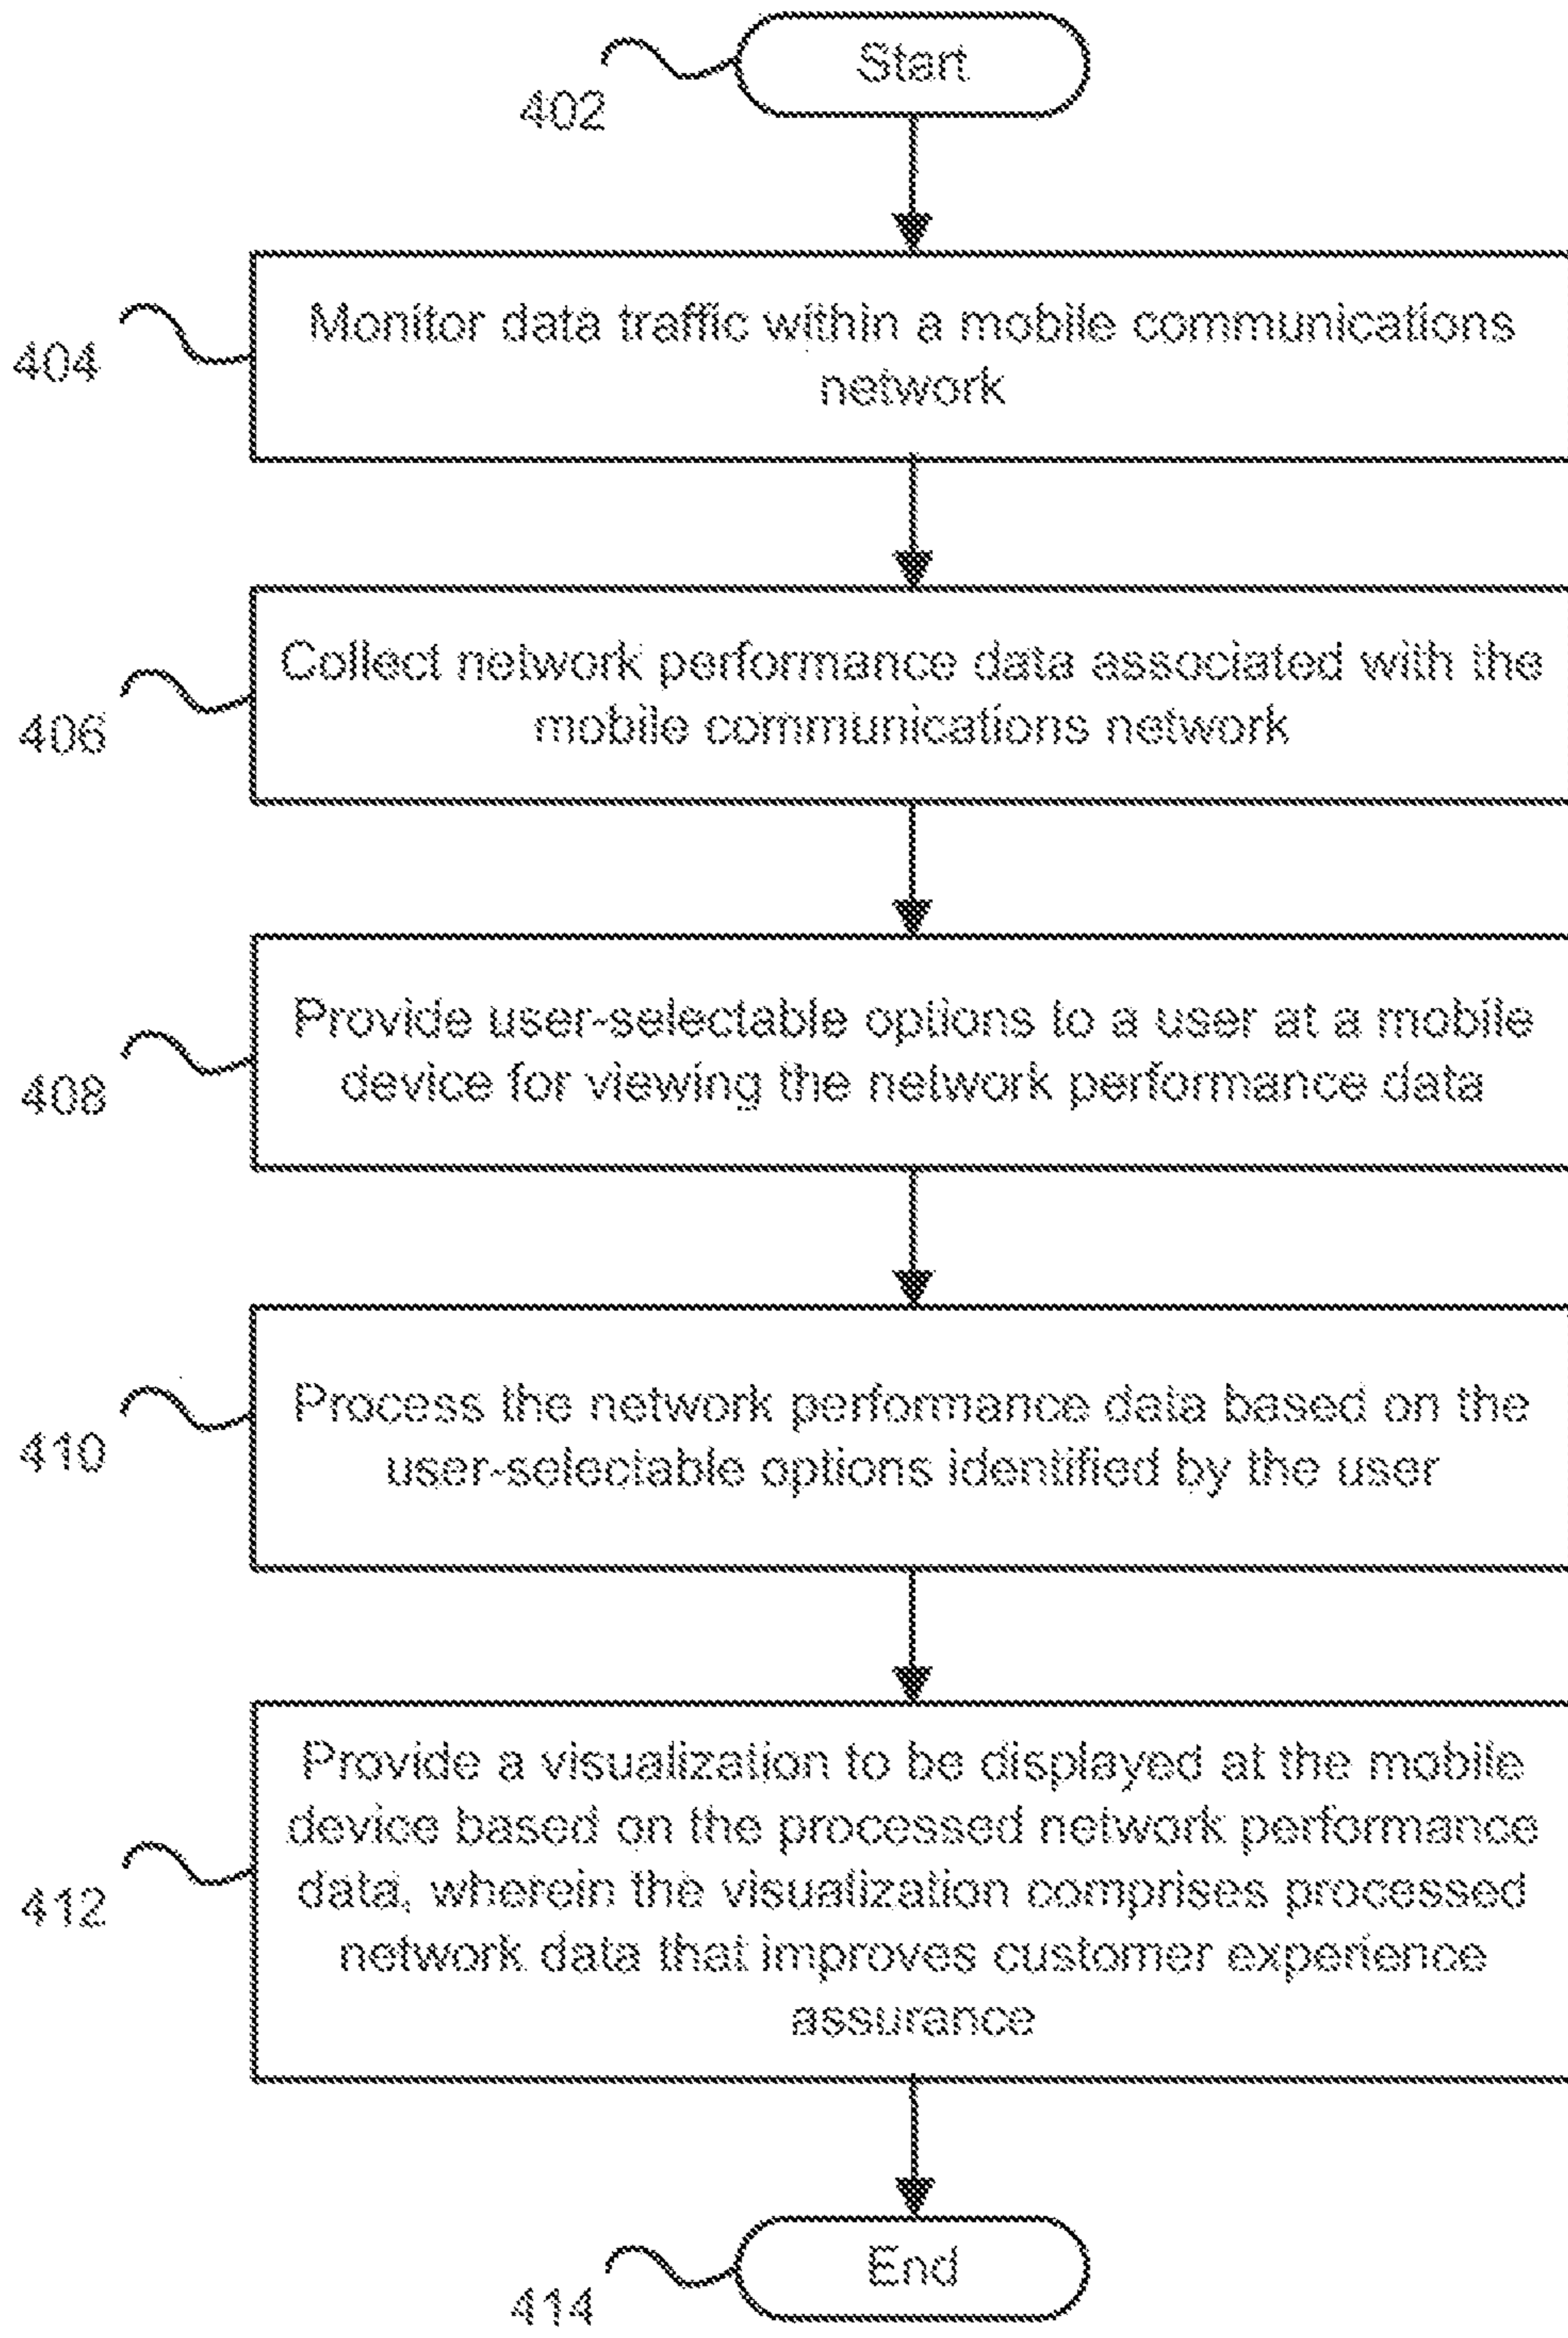 Start
402
Monitor data traffic within a mobile communications
network
404
Collect network performance data associated with the
mobile communications network
406
Provide user-selectable options to a user at a mobile
device for viewing the network performance data
408
Process the network performance data based on the
user-selectable options identified by the user
410
Provide a visualization to be displayed at the mobile
device based on the processed network performance
data, wherein the visualization comprises processed
network data that improves customer experience
assurance
412
End
414